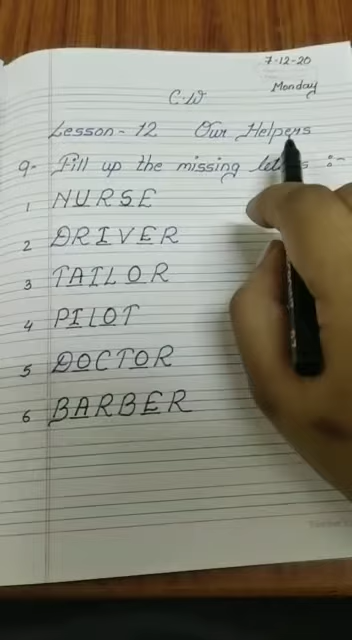 7-12-20
Monday
C.W
Lesson - 12 Our Helpers
Q- Fill up the missing :-
1 NURSE
2 DRIVER
3 TAILOR
4 PILOT
5 DOCTOR
6 BARBER